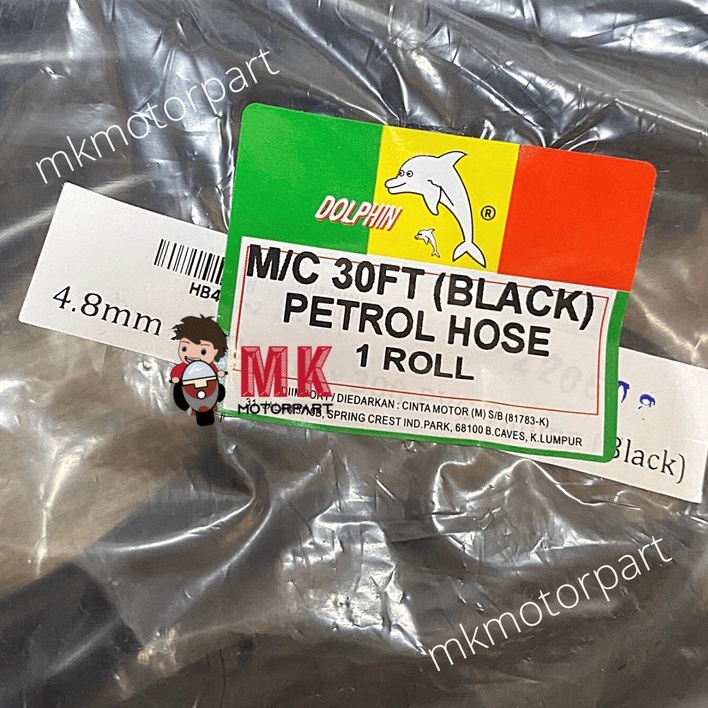 mkmotorpart
DOLPHIN ®
M/C 30FT (BLACK)
PETROL HOSE
1 ROLL
DIIMPORT/ DIEDARKAN : CINTA MOTOR (M) S/B (81783-K)
SPRING CREST IND.PARK, 68100 B.CAVES, K.LUMPUR
HB4
4.8mm
Black)
MK
MOTORPART
mkmotorpart